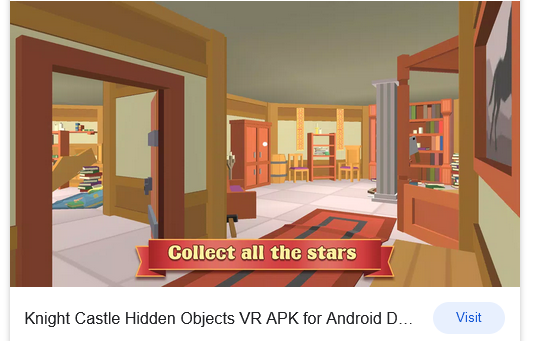 Collect all the stars
Knight Castle Hidden Objects VR APK for Android D...
Visit